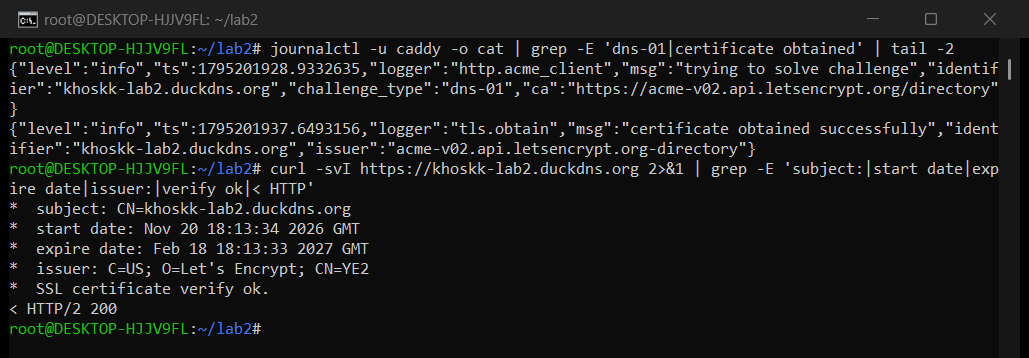 root@DESKTOP-HJJV9FL: ~/lab2
root@DESKTOP-HJJV9FL:~/lab2# journalctl -u caddy -o cat | grep -E 'dns-01|certificate obtained' | tail -2
{"level":"info","ts":1795201928.9332635,"logger":"http.acme_client","msg":"trying to solve challenge","identif
ier":"khoskk-lab2.duckdns.org","challenge_type":"dns-01","ca":"https://acme-v02.api.letsencrypt.org/directory"
}
{"level":"info","ts":1795201937.6493156,"logger":"tls.obtain","msg":"certificate obtained successfully","ident
ifier":"khoskk-lab2.duckdns.org","issuer":"acme-v02.api.letsencrypt.org-directory"}
root@DESKTOP-HJJV9FL:~/lab2# curl -svI https://khoskk-lab2.duckdns.org 2>&1 | grep -E 'subject:|start date|exp
ire date|issuer:|verify ok|< HTTP'
*  subject: CN=khoskk-lab2.duckdns.org
*  start date: Nov 20 18:13:34 2026 GMT
*  expire date: Feb 18 18:13:33 2027 GMT
*  issuer: C=US; O=Let's Encrypt; CN=YE2
*  SSL certificate verify ok.
< HTTP/2 200
root@DESKTOP-HJJV9FL:~/lab2#